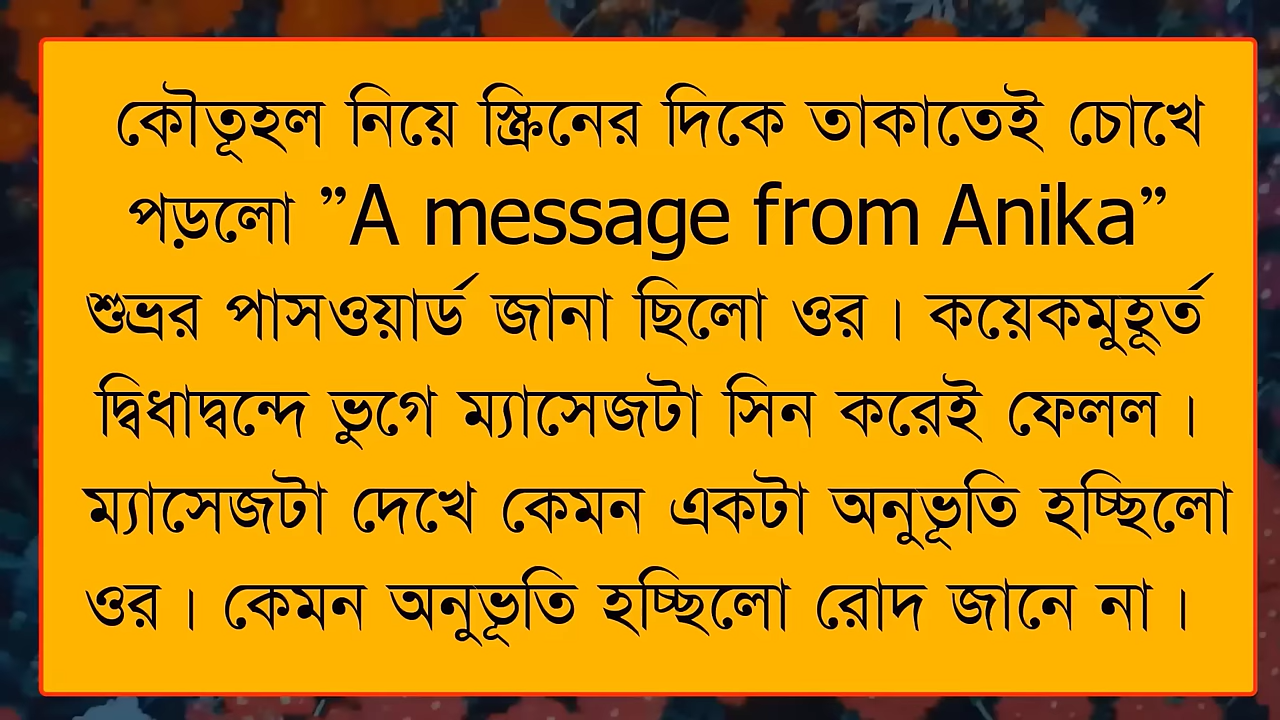 কৌতূহল নিয়ে স্ক্রিনের দিকে তাকাতেই চোখে
পড়লো ”A message from Anika”
শুভ্রর পাসওয়ার্ড জানা ছিলো ওর। কয়েকমুহূর্ত
দ্বিধাদ্বন্দে ভুগে ম্যাসেজটা সিন করেই ফেলল।
ম্যাসেজটা দেখে কেমন একটা অনুভূতি হচ্ছিলো
ওর। কেমন অনুভূতি হচ্ছিলো রোদ জানে না।